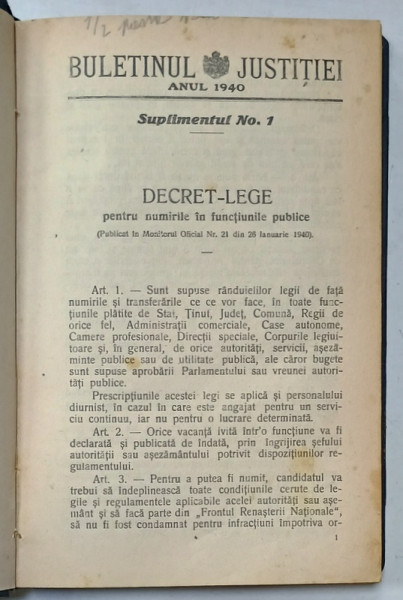 1/2
BULETINUL JUSTIȚIEI
ANUL 1940
Suplimentul No. 1
DECRET-LEGE
pentru numirile în funcțiunile publice
(Publicat în Monitorul Oficial Nr. 21 din 26 Ianuarie 1940).
Art. 1. — Sunt supuse rânduielilor legii de față
numirile și transferările ce ce vor face, în toate func-
țiunile plătite de Stat, Ținut, Județ, Comună, Regii de
orice fel, Administrații comerciale, Case autonome,
Camere profesionale, Direcții speciale, Corpurile legiui-
toare și, în general, de orice autorități, servicii, așeză-
minte publice sau de utilitate publică, ale căror bugete
sunt supuse aprobării Parlamentului sau vreunei autori-
tăți publice.
Prescripțiunile acestei legi se aplică și personalului
diurnist, în cazul în care este angajat pentru un servi-
ciu continuu, iar nu pentru o lucrare determinată.
Art. 2. — Orice vacanță ivită într'o funcțiune va fi
declarată și publicată de îndată, prin îngrijirea șefului
autorității sau așezământului potrivit dispozițiunilor re-
gulamentului.
Art. 3. — Pentru a putea fi numit, candidatul va
trebui să îndeplinească toate condițiunile cerute de le-
gile și regulamentele aplicabile acelei autorități sau așe-
mânt și să facă parte din „Frontul Renașterii Naționale",
să nu fi fost condamnat pentru infracțiuni împotriva or-
1